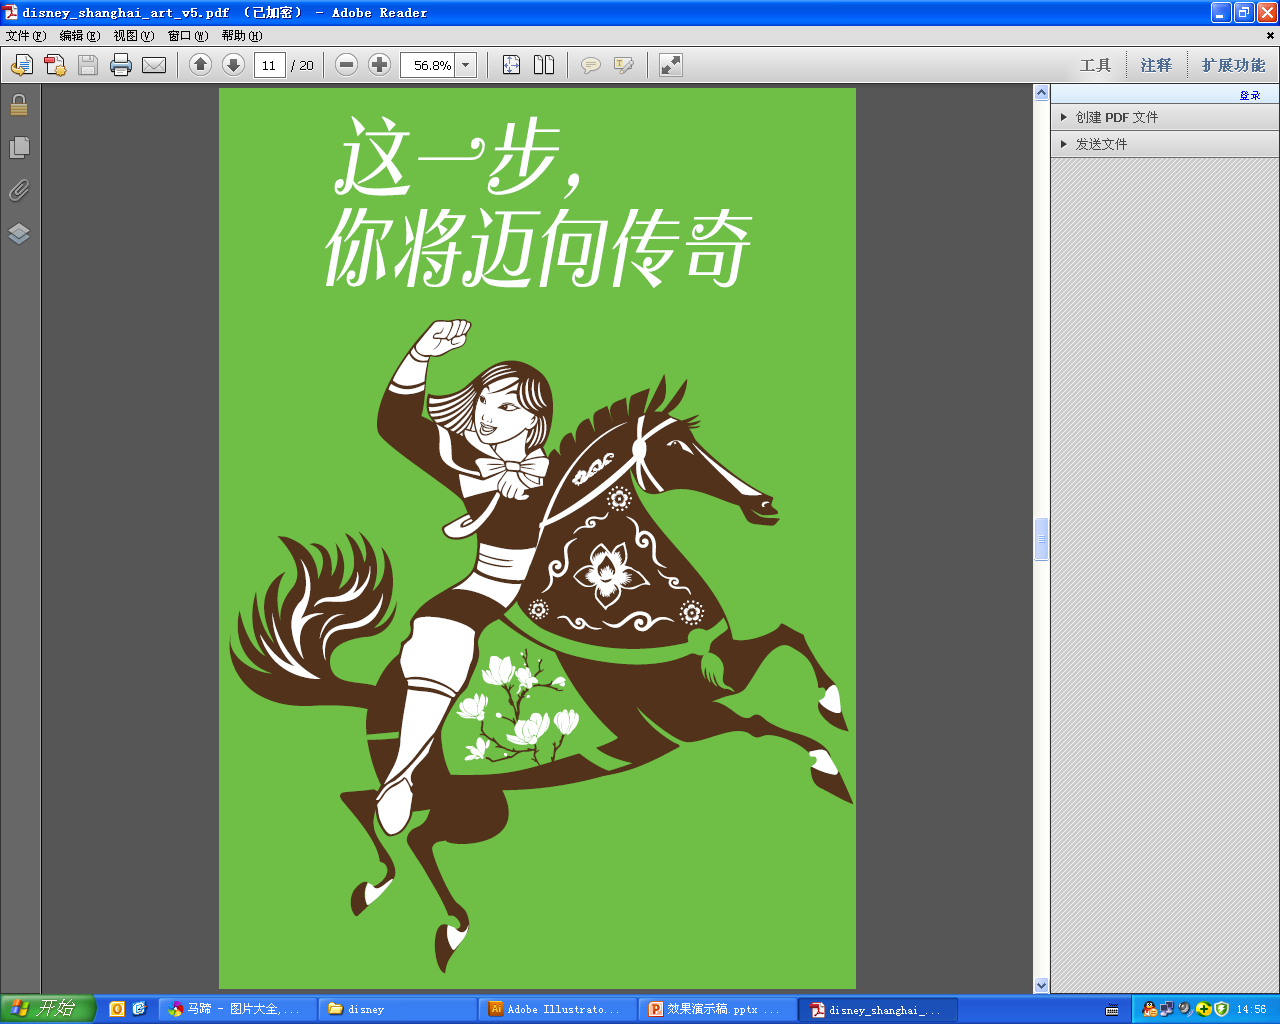 disney_shanghai_art_v5.pdf （已加密） - Adobe Reader
文件(F) 编辑(E) 视图(V) 窗口(W) 帮助(H)
11 / 20 56.8% 工具 注释 扩展功能
登录
创建 PDF 文件
发送文件
这一步，
你将迈向传奇
开始 马蹄 - 图片大全,... disney Adobe Illustrato... 效果演示稿.pptx ... disney_shanghai_... 14:56